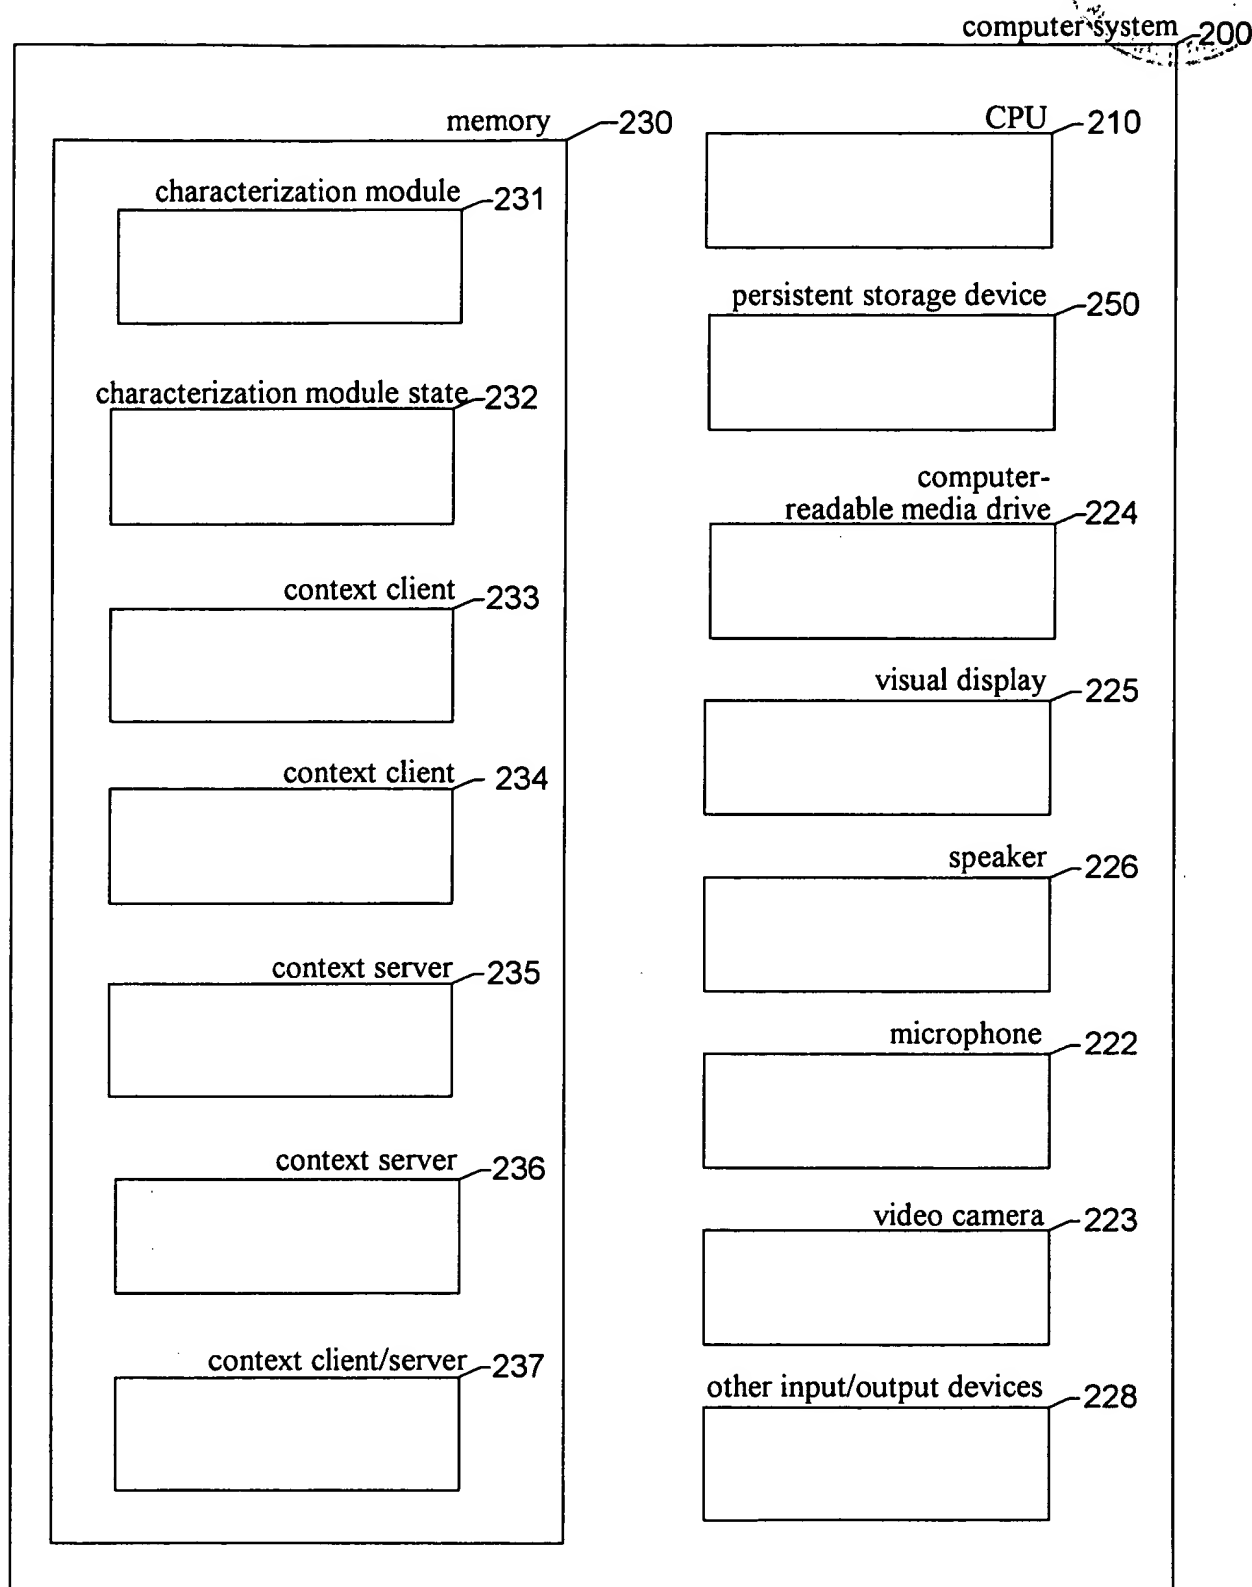 computer system 200
memory 230
characterization module 231
characterization module state 232
context client 233
context client 234
context server 235
context server 236
context client/server 237
CPU 210
persistent storage device 250
computer-
readable media drive 224
visual display 225
speaker 226
microphone 222
video camera 223
other input/output devices 228